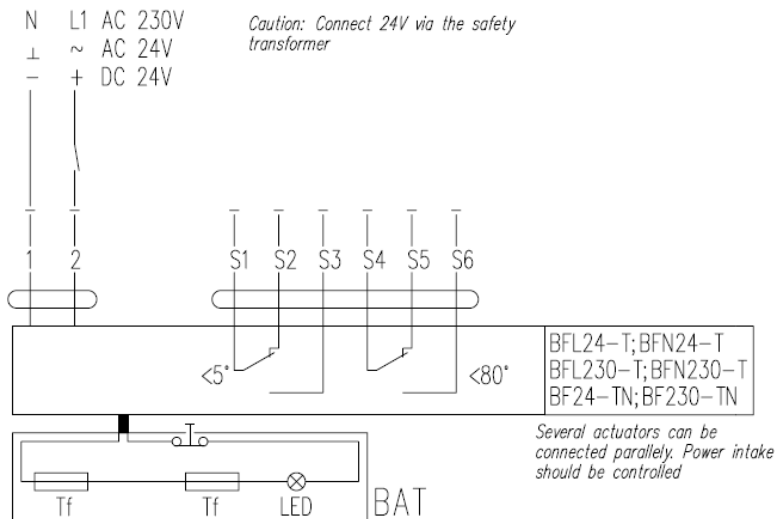 N L1 AC 230V
⊥ ~ AC 24V
− + DC 24V
Caution: Connect 24V via the safety
transformer
1 2 S1 S2 S3 S4 S5 S6
<5° <80°
BFL24-T;BFN24-T
BFL230-T;BFN230-T
BF24-TN;BF230-TN
Several actuators can be
connected parallely. Power intake
should be controlled
Tf Tf LED BAT